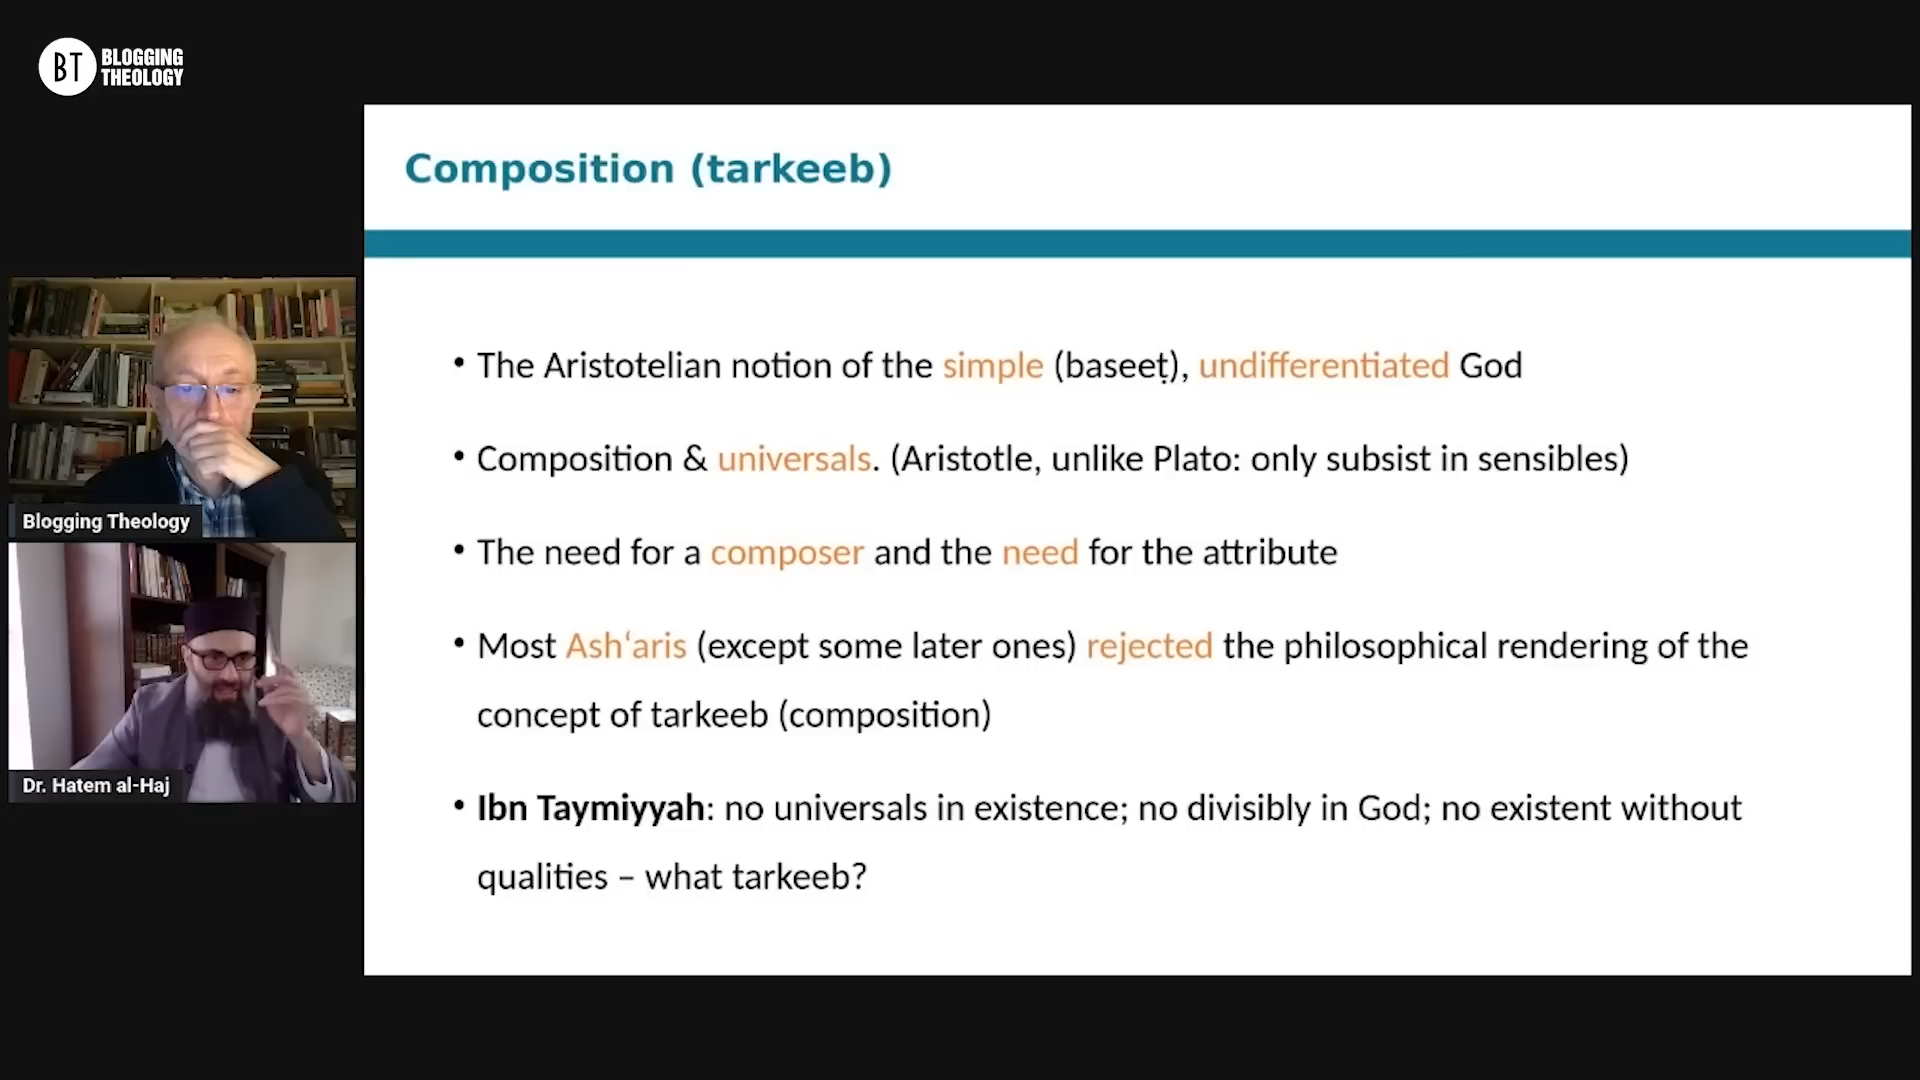 BT BLOGGING
THEOLOGY
Composition (tarkeeb)
• The Aristotelian notion of the simple (baseeṭ), undifferentiated God
• Composition & universals. (Aristotle, unlike Plato: only subsist in sensibles)
• The need for a composer and the need for the attribute
• Most Ash‘aris (except some later ones) rejected the philosophical rendering of the
concept of tarkeeb (composition)
• Ibn Taymiyyah: no universals in existence; no divisibly in God; no existent without
qualities – what tarkeeb?
Blogging Theology
Dr. Hatem al-Haj